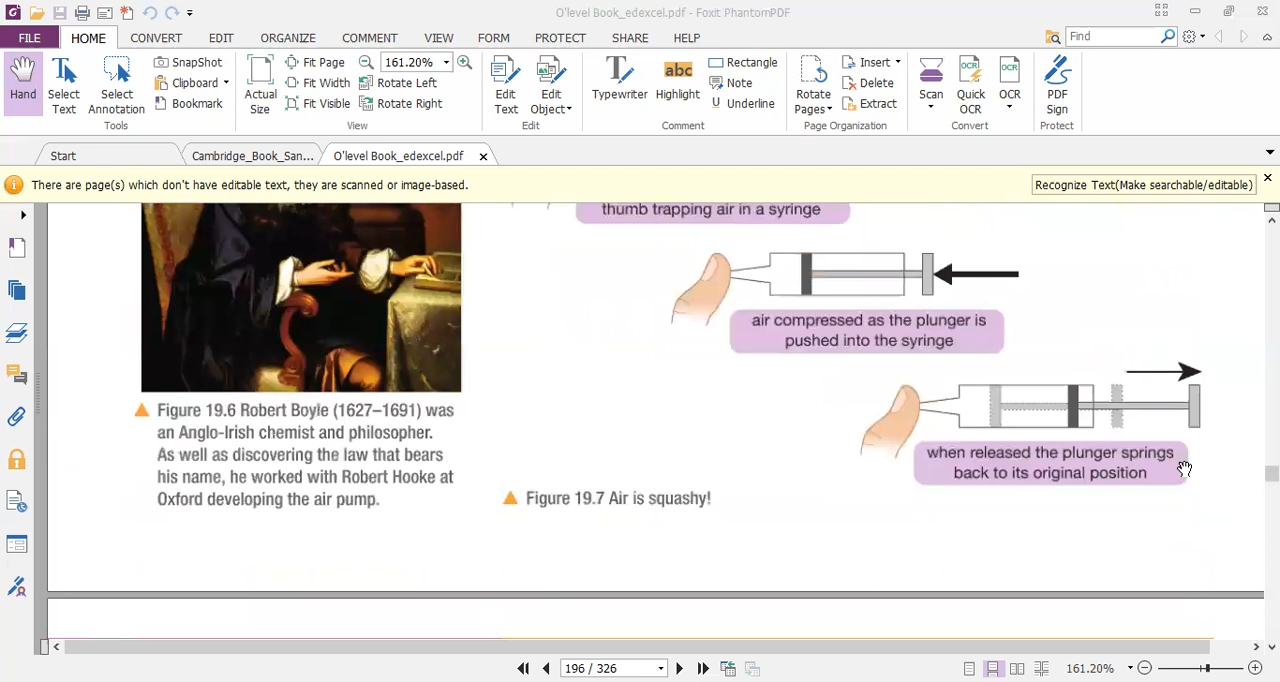 O'level Book_edexcel.pdf - Foxit PhantomPDF
FILE HOME CONVERT EDIT ORGANIZE COMMENT VIEW FORM PROTECT SHARE HELP
Find
Hand
Select Text
Select Annotation
SnapShot
Clipboard
Bookmark
Tools
Actual Size
Fit Page
Fit Width
Fit Visible
161.20%
Rotate Left
Rotate Right
View
Edit Text
Edit Object
Edit
Typewriter
Highlight
Rectangle
Note
Underline
Comment
Rotate Pages
Insert
Delete
Extract
Page Organization
Scan
Quick OCR
OCR
Convert
PDF Sign
Protect
Start
Cambridge_Book_San...
O'level Book_edexcel.pdf
There are page(s) which don't have editable text, they are scanned or image-based.
Recognize Text(Make searchable/editable)
thumb trapping air in a syringe
air compressed as the plunger is
pushed into the syringe
when released the plunger springs
back to its original position
Figure 19.6 Robert Boyle (1627–1691) was
an Anglo-Irish chemist and philosopher.
As well as discovering the law that bears
his name, he worked with Robert Hooke at
Oxford developing the air pump.
Figure 19.7 Air is squashy!
196 / 326
161.20%